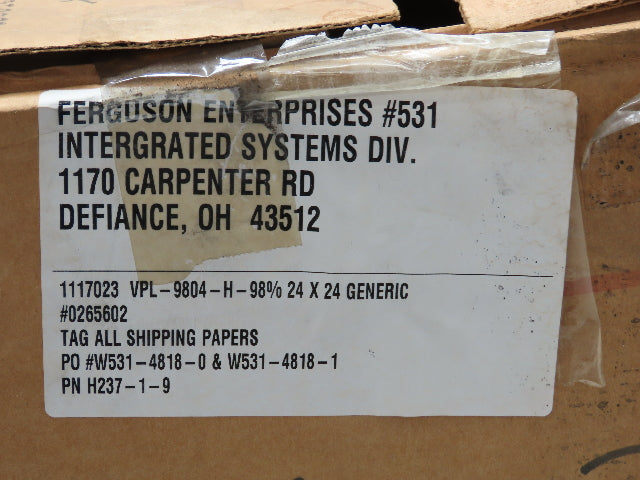 FERGUSON ENTERPRISES #531
INTERGRATED SYSTEMS DIV.
1170 CARPENTER RD
DEFIANCE, OH 43512
1117023 VPL-9804-H-98% 24 X 24 GENERIC
#0265602
TAG ALL SHIPPING PAPERS
PO #W531-4818-0 & W531-4818-1
PN H237-1-9